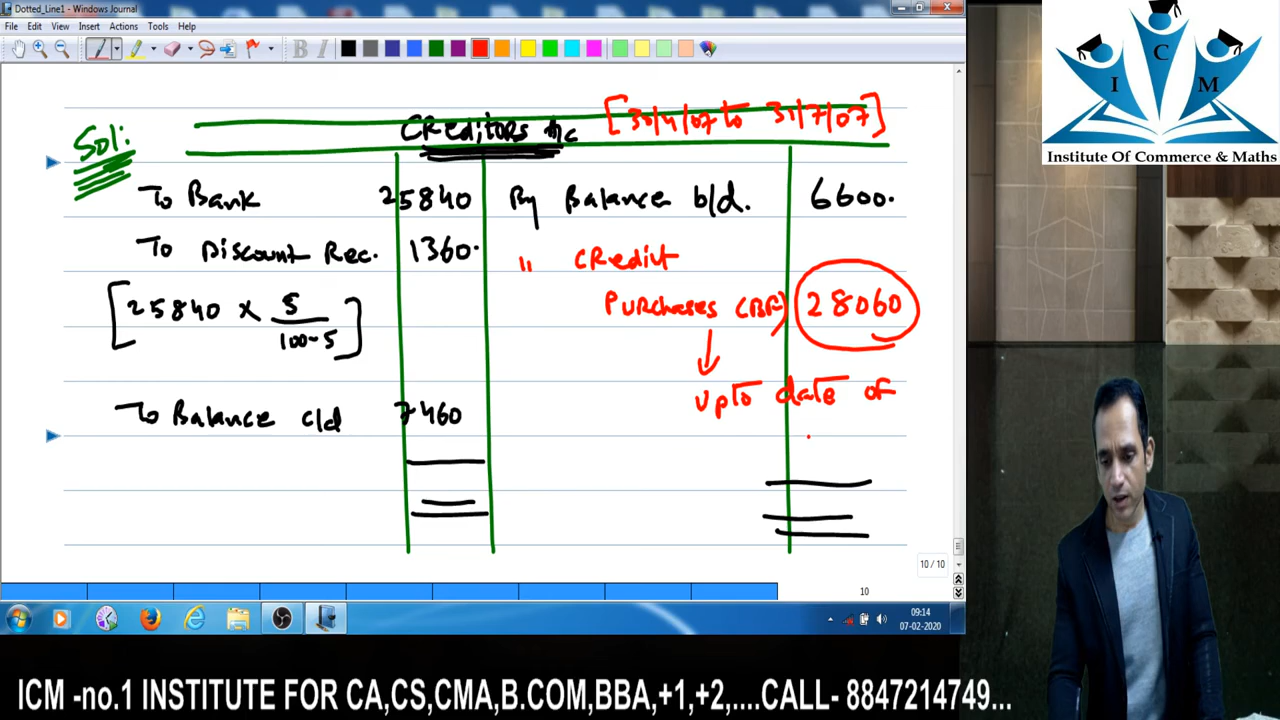 Dotted_Line1 - Windows Journal
File Edit View Insert Actions Tools
B I
Sol:
CReditors A/c [30/4/07 to 31/7/07]
To Bank 25840 By Balance b/d. 6600.
To Discount Rec. 1360. " CRedit
[25840 x 5/100-5] PURchases (BF) 28060
upto date of
To Balance c/d 7460
10 / 10
10
09:14
07-02-2020
I C M
Institute Of Commerce & Maths
ICM -no.1 INSTITUTE FOR CA,CS,CMA,B.COM,BBA,+1,+2,....CALL- 8847214749...